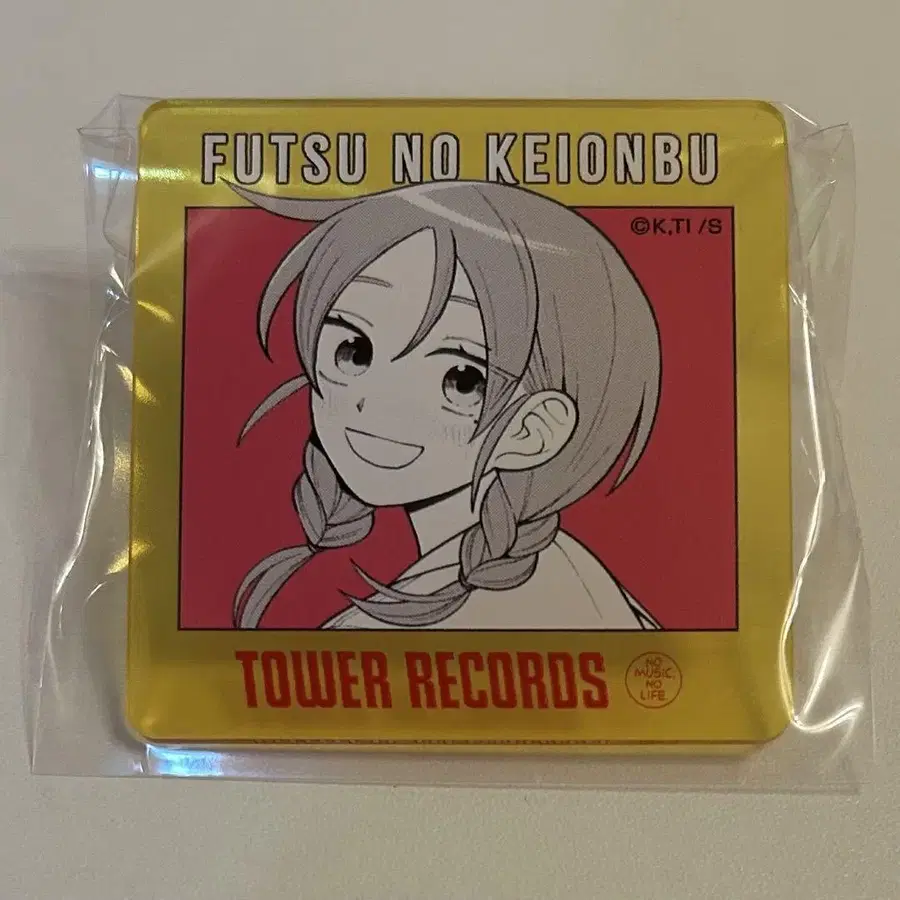 FUTSU NO KEIONBU
©K,TI /S
TOWER RECORDS
NO
MUSIC,
NO
LIFE.